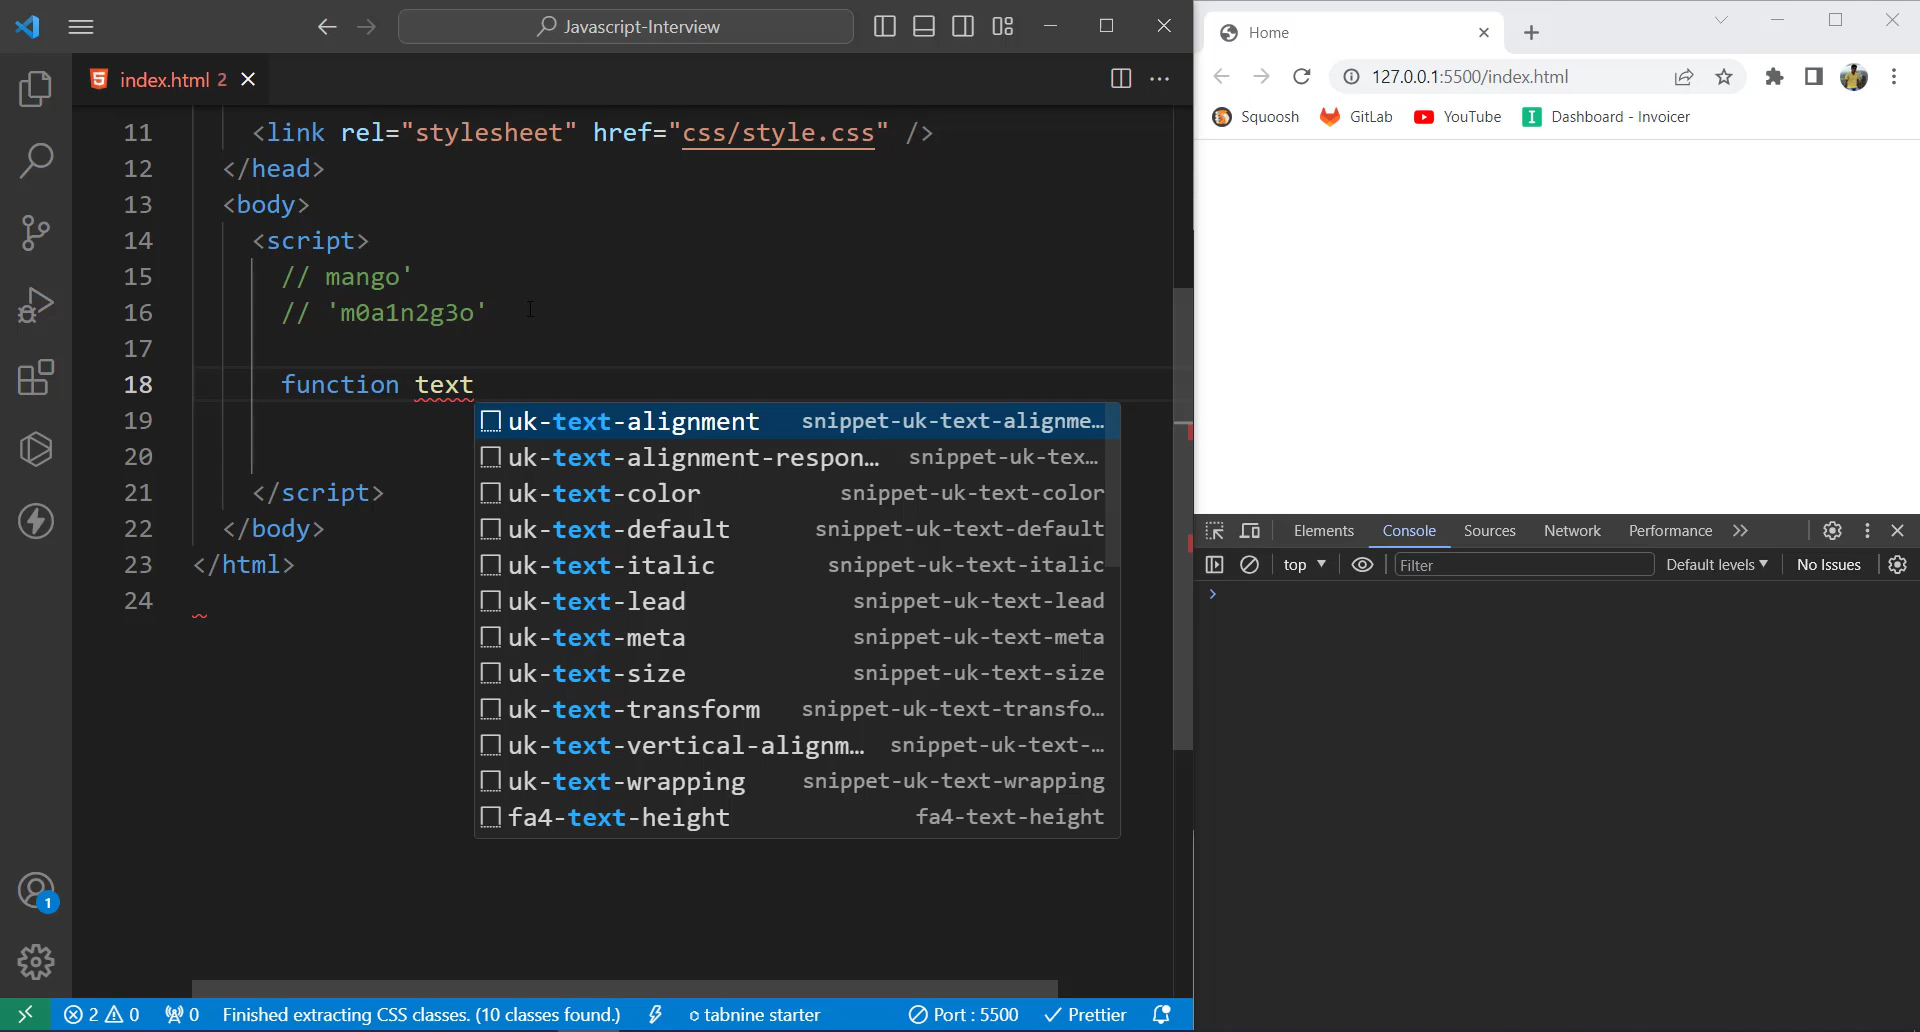 Javascript-Interview
index.html 2
11 <link rel="stylesheet" href="css/style.css" />
12 </head>
13 <body>
14 <script>
15 // mango'
16 // 'm0a1n2g3o'
17
18 function text
19
20
21 </script>
22 </body>
23 </html>
24
uk-text-alignment snippet-uk-text-alignme…
uk-text-alignment-respon… snippet-uk-tex…
uk-text-color snippet-uk-text-color
uk-text-default snippet-uk-text-default
uk-text-italic snippet-uk-text-italic
uk-text-lead snippet-uk-text-lead
uk-text-meta snippet-uk-text-meta
uk-text-size snippet-uk-text-size
uk-text-transform snippet-uk-text-transfo…
uk-text-vertical-alignm… snippet-uk-text-…
uk-text-wrapping snippet-uk-text-wrapping
fa4-text-height fa4-text-height
1
2 0 0 Finished extracting CSS classes. (10 classes found.) tabnine starter Port : 5500 Prettier
Home
127.0.0.1:5500/index.html
Squoosh GitLab YouTube Dashboard - Invoicer
Elements Console Sources Network Performance
top Filter Default levels No Issues